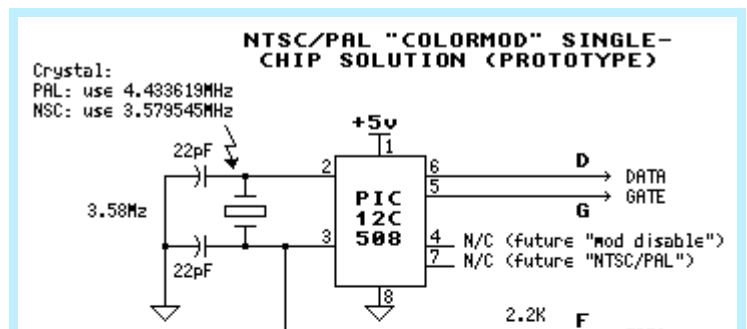 NTSC/PAL "COLORMOD" SINGLE-
CHIP SOLUTION (PROTOTYPE)
Crystal:
PAL: use 4.433619MHz
NSC: use 3.579545MHz
+5v
1
22pF
2
6
D
DATA
5
GATE
G
PIC
12C
508
3.58Mz
3
4
N/C (future "mod disable")
7
N/C (future "NTSC/PAL")
22pF
8
2.2K
F